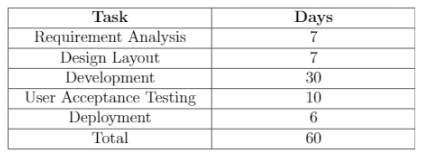 Task Days
Requirement Analysis 7
Design Layout 7
Development 30
User Acceptance Testing 10
Deployment 6
Total 60